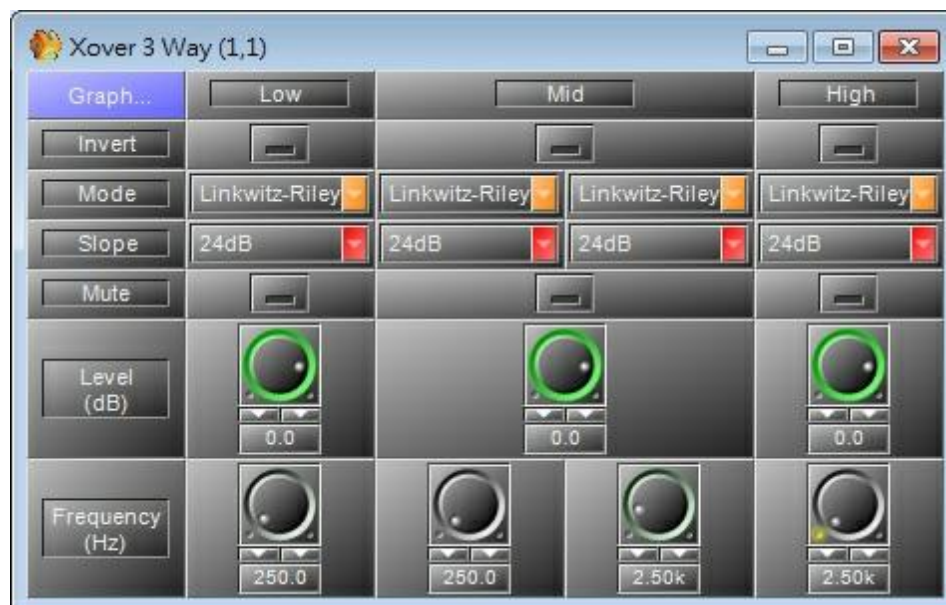 Xover 3 Way (1,1)
Graph... Low Mid High
Invert
Mode Linkwitz-Riley Linkwitz-Riley Linkwitz-Riley Linkwitz-Riley
Slope 24dB 24dB 24dB 24dB
Mute
Level
(dB)
0.0 0.0 0.0
Frequency
(Hz)
250.0 250.0 2.50k 2.50k